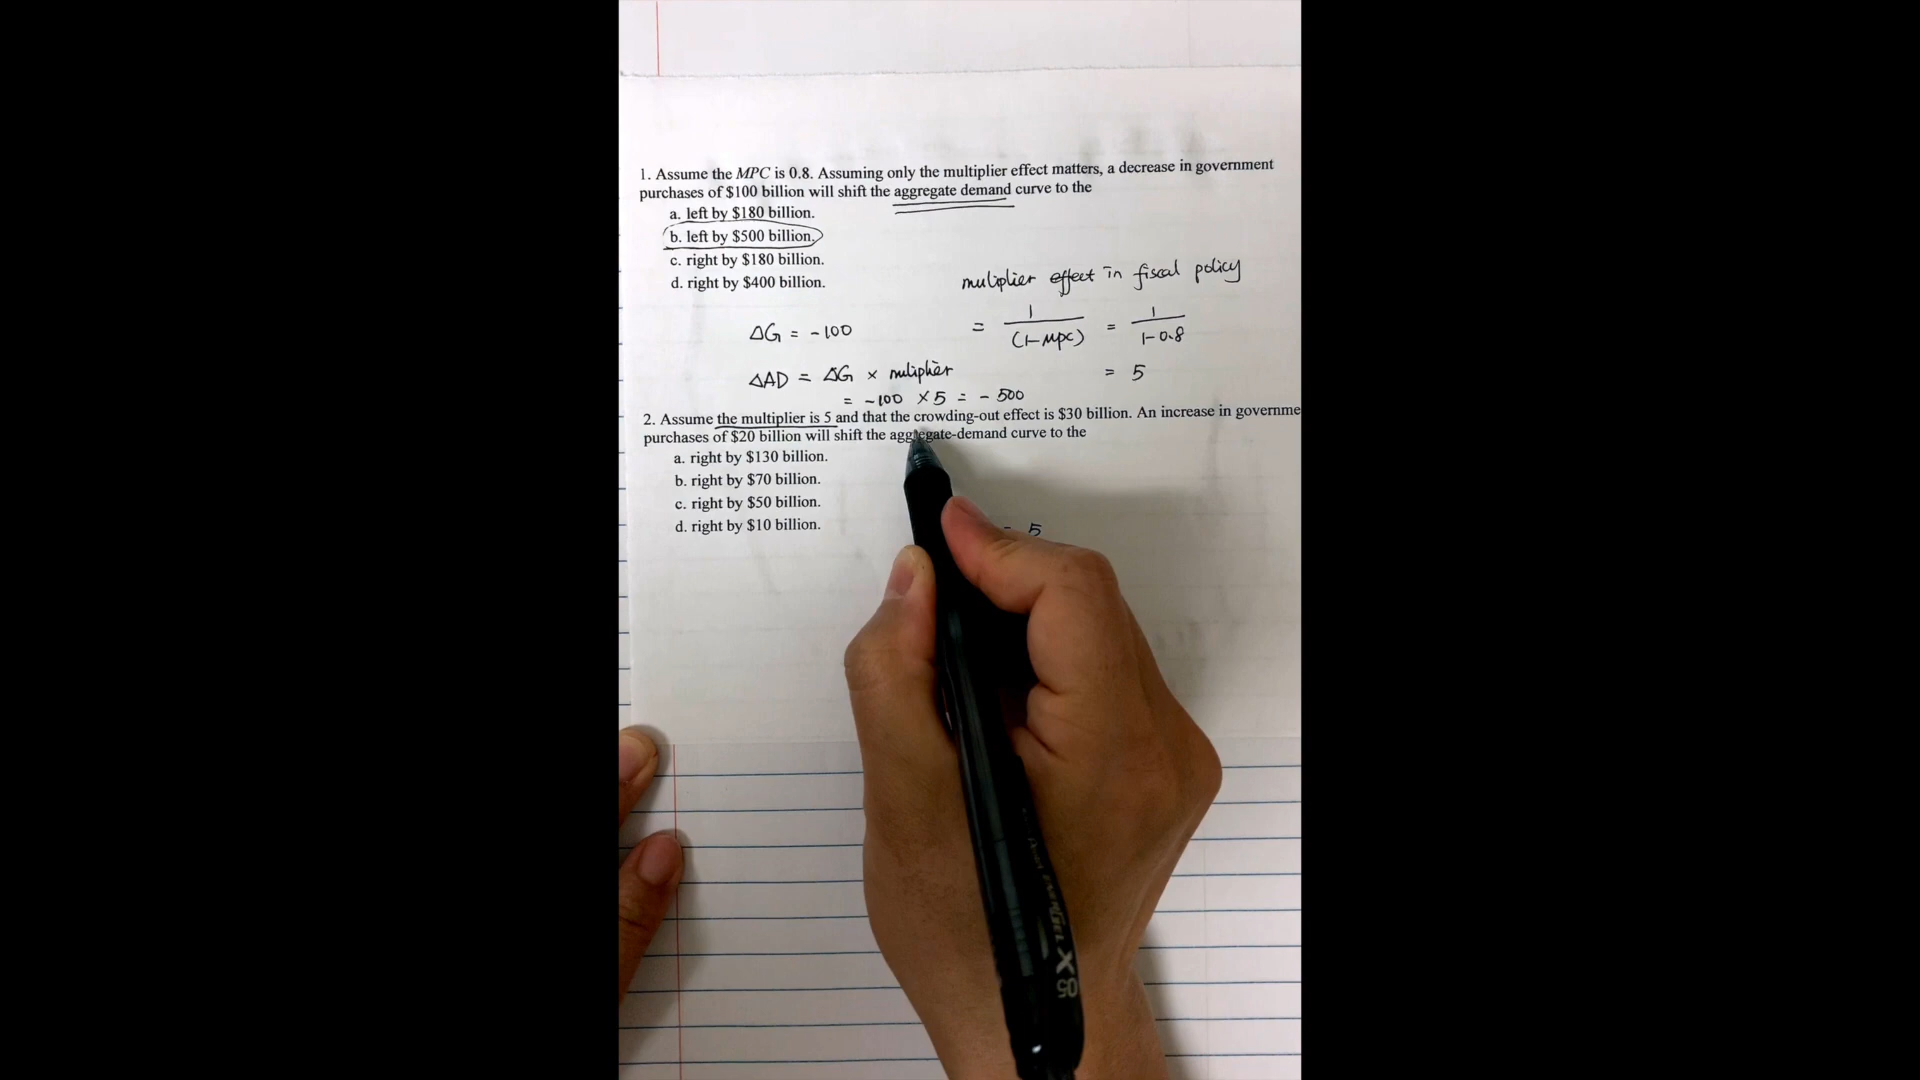 1. Assume the MPC is 0.8. Assuming only the multiplier effect matters, a decrease in government
purchases of $100 billion will shift the aggregate demand curve to the
a. left by $180 billion.
b. left by $500 billion.
c. right by $180 billion.
d. right by $400 billion.
muliplier effect in fiscal policy
= 1/(1-MPC) = 1/1-0.8
= 5
ΔG = -100
ΔAD = ΔG × muliplier
= -100 × 5 = - 500
2. Assume the multiplier is 5 and that the crowding-out effect is $30 billion. An increase in governme
purchases of $20 billion will shift the aggregate-demand curve to the
a. right by $130 billion.
b. right by $70 billion.
c. right by $50 billion.
d. right by $10 billion.
= 5
X